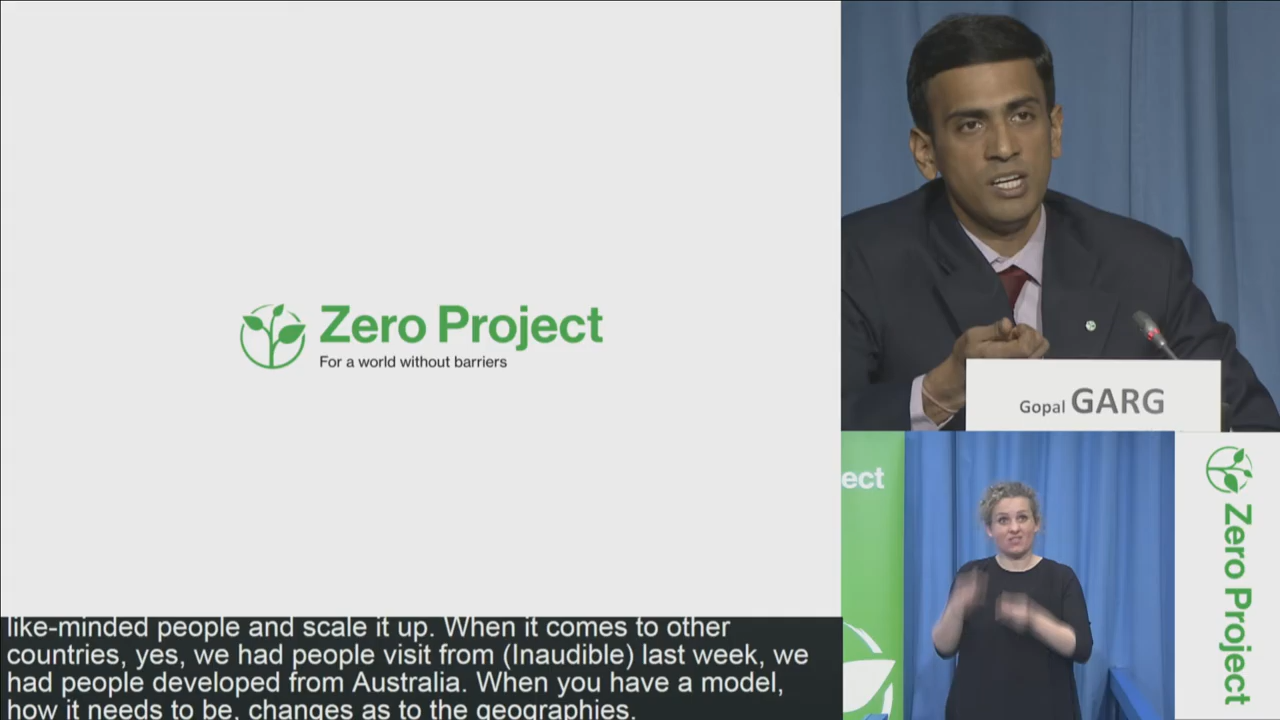 Zero Project
For a world without barriers
Gopal GARG
ect
Zero Project
like-minded people and scale it up. When it comes to other
countries, yes, we had people visit from (Inaudible) last week, we
had people developed from Australia. When you have a model,
how it needs to be, changes as to the geographies.